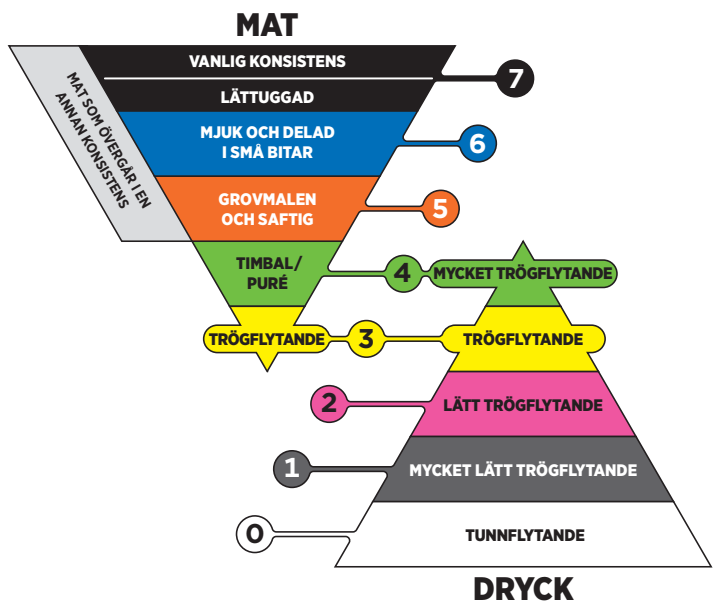 MAT
VANLIG KONSISTENS
7
LÄTTUGGAD
MAT SOM ÖVERGÅR I EN
ANNAN KONSISTENS
MJUK OCH DELAD
I SMÅ BITAR
6
GROVMALEN
OCH SAFTIG
5
TIMBAL/
PURÉ
4
MYCKET TRÖGFLYTANDE
TRÖGFLYTANDE
3
TRÖGFLYTANDE
2
LÄTT TRÖGFLYTANDE
1
MYCKET LÄTT TRÖGFLYTANDE
0
TUNNFLYTANDE
DRYCK